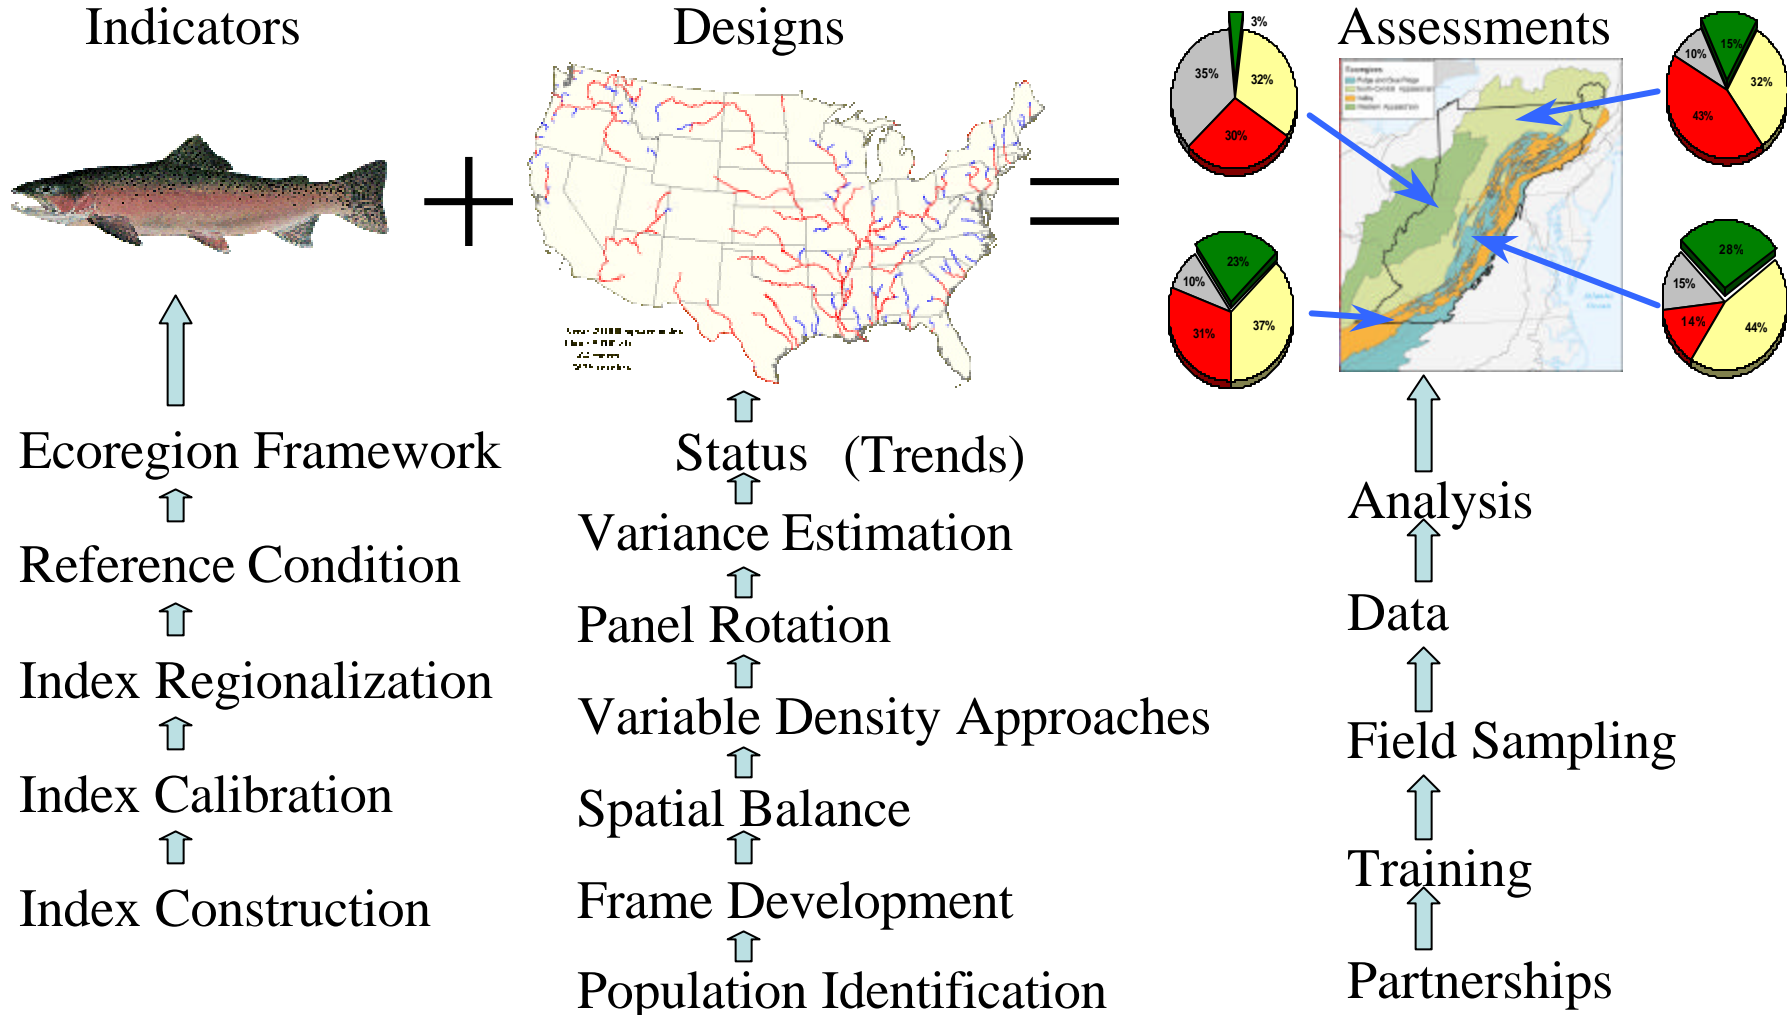 Indicators
Designs
Assessments
3%
35%
32%
30%
15%
10%
32%
43%
23%
10%
31%
37%
28%
15%
14%
44%
Ecoregion Framework
Reference Condition
Index Regionalization
Index Calibration
Index Construction
Status (Trends)
Variance Estimation
Panel Rotation
Variable Density Approaches
Spatial Balance
Frame Development
Population Identification
Analysis
Data
Field Sampling
Training
Partnerships